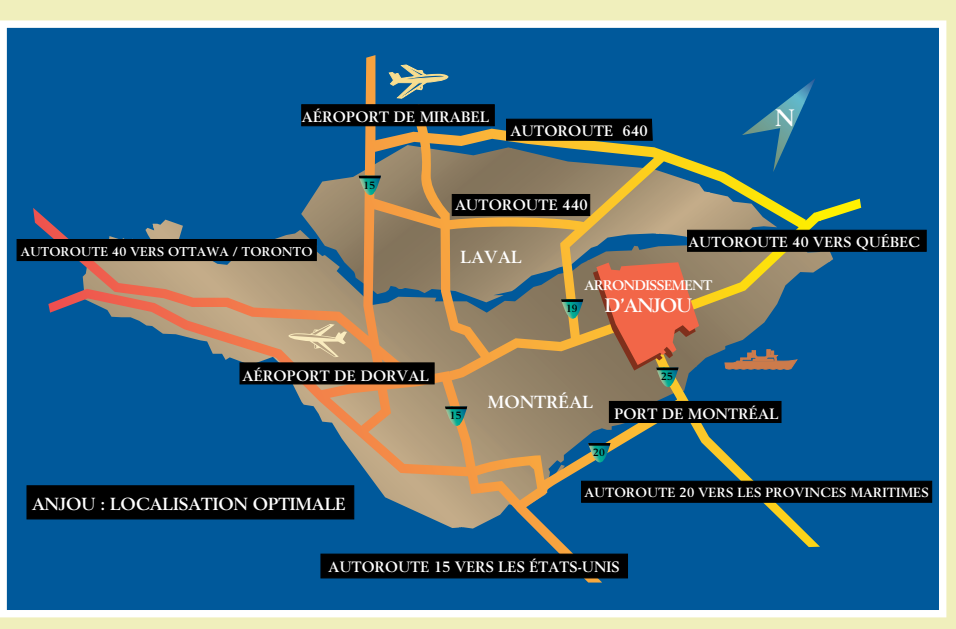 AÉROPORT DE MIRABEL
N
AUTOROUTE 640
15
AUTOROUTE 440
AUTOROUTE 40 VERS OTTAWA / TORONTO
LAVAL
AUTOROUTE 40 VERS QUÉBEC
ARRONDISSEMENT
D'ANJOU
19
AÉROPORT DE DORVAL
25
MONTRÉAL
15
PORT DE MONTRÉAL
20
ANJOU : LOCALISATION OPTIMALE
AUTOROUTE 20 VERS LES PROVINCES MARITIMES
AUTOROUTE 15 VERS LES ÉTATS-UNIS